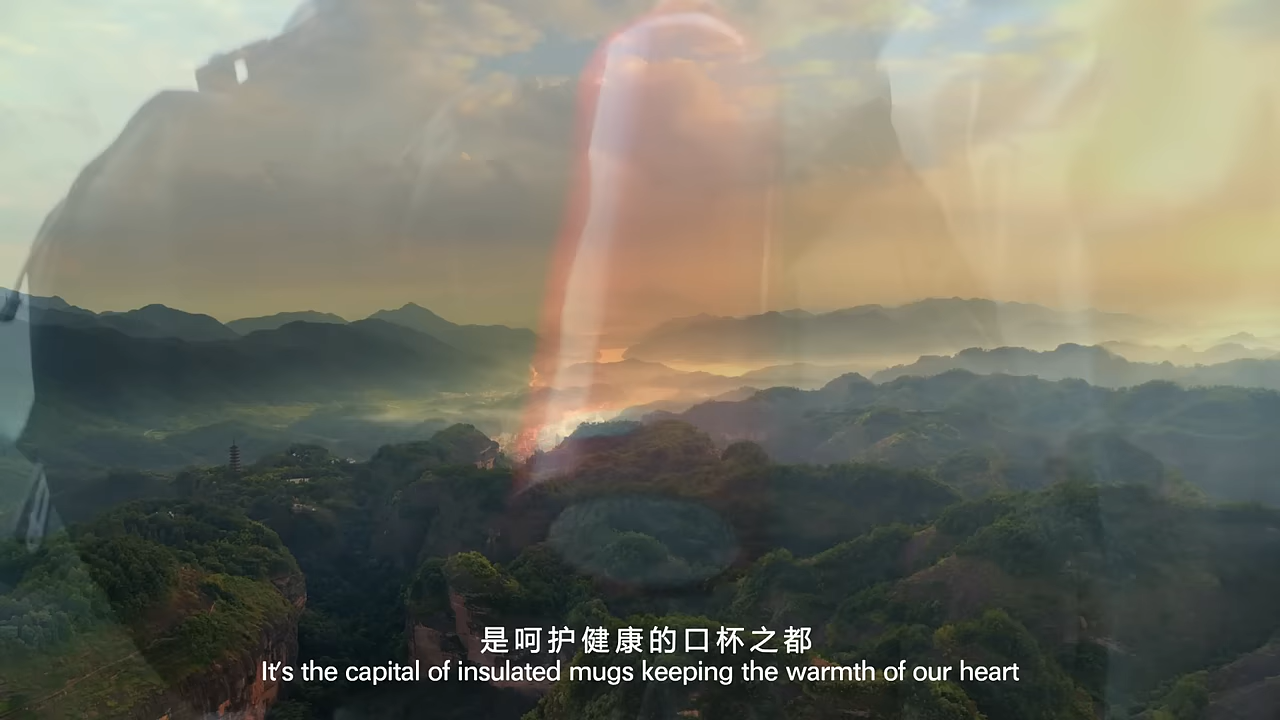 是呵护健康的口杯之都
It's the capital of insulated mugs keeping the warmth of our heart